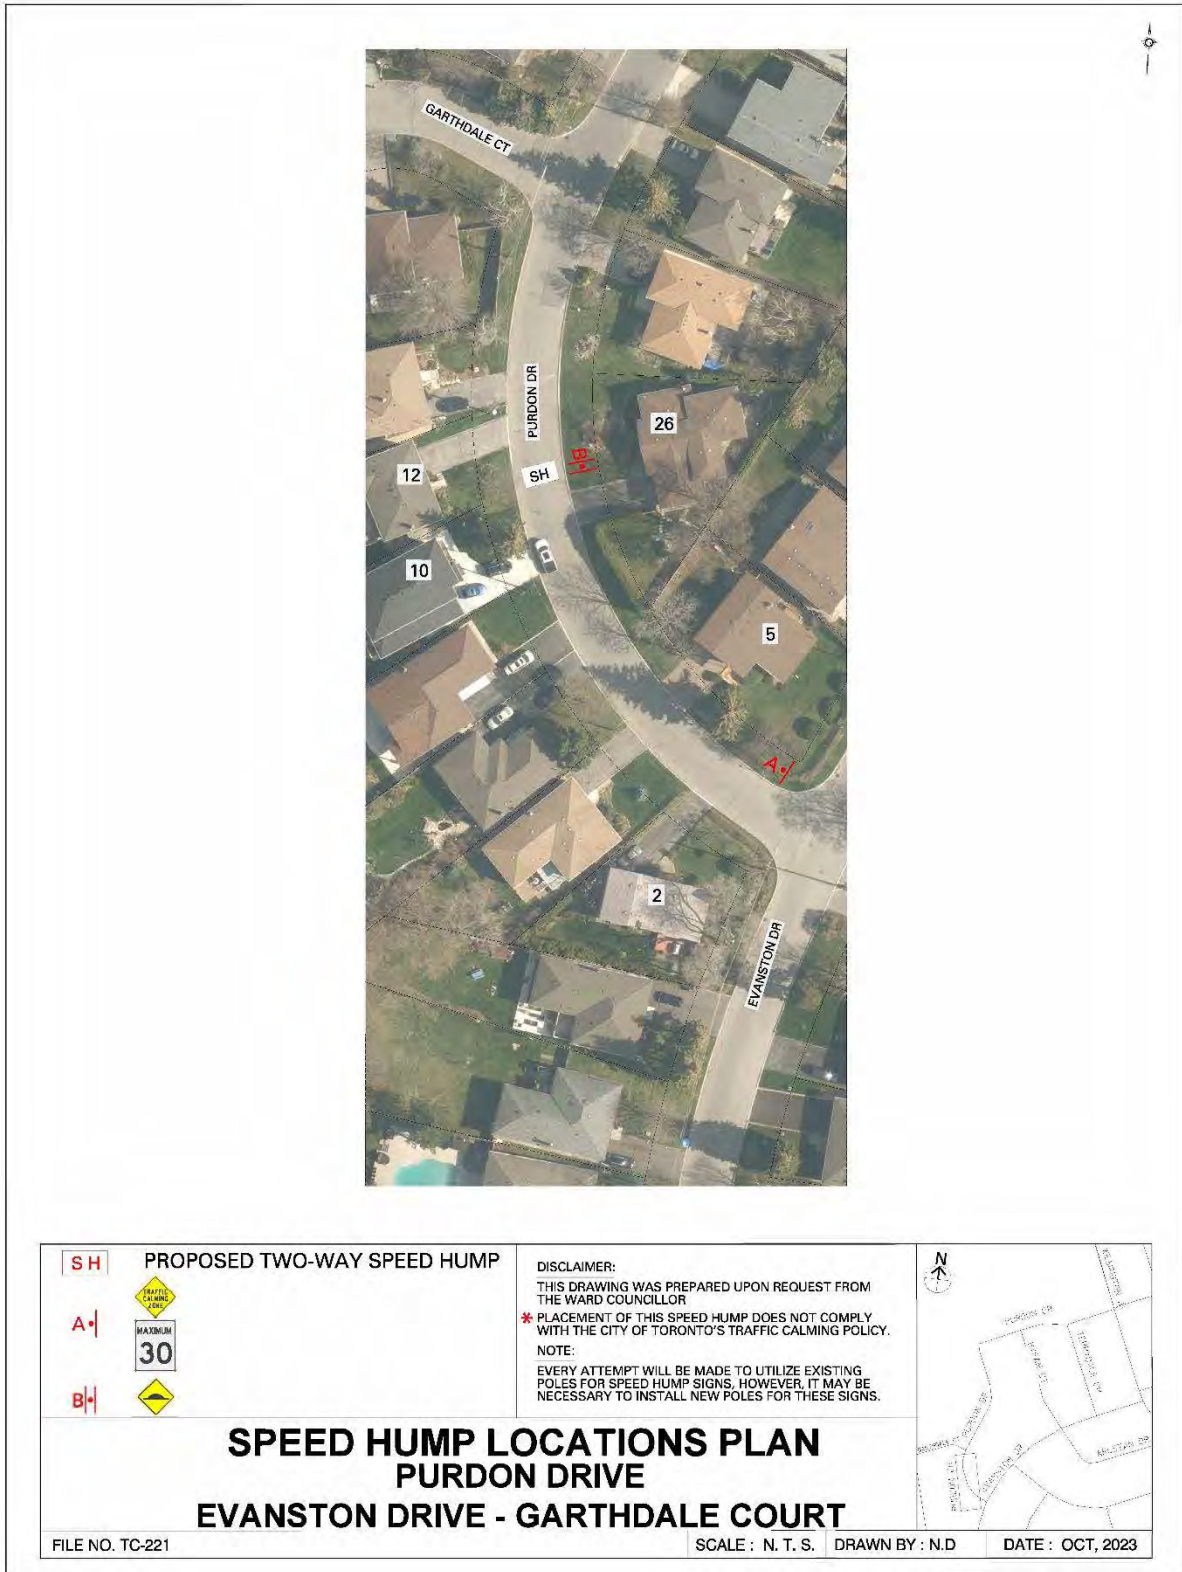 GARTHDALE CT
PURDON DR
26
B
SH
12
10
5
A
2
EVANSTON DR
SH PROPOSED TWO-WAY SPEED HUMP
TRAFFIC
CALMING
ZONE
A
MAXIMUM
30
B
DISCLAIMER:
THIS DRAWING WAS PREPARED UPON REQUEST FROM
THE WARD COUNCILLOR
* PLACEMENT OF THIS SPEED HUMP DOES NOT COMPLY
WITH THE CITY OF TORONTO'S TRAFFIC CALMING POLICY.
NOTE:
EVERY ATTEMPT WILL BE MADE TO UTILIZE EXISTING
POLES FOR SPEED HUMP SIGNS, HOWEVER, IT MAY BE
NECESSARY TO INSTALL NEW POLES FOR THESE SIGNS.
N
PURDON DR
SPEED HUMP LOCATIONS PLAN
PURDON DRIVE
EVANSTON DRIVE - GARTHDALE COURT
FILE NO. TC-221
SCALE : N. T. S.
DRAWN BY : N.D
DATE : OCT, 2023